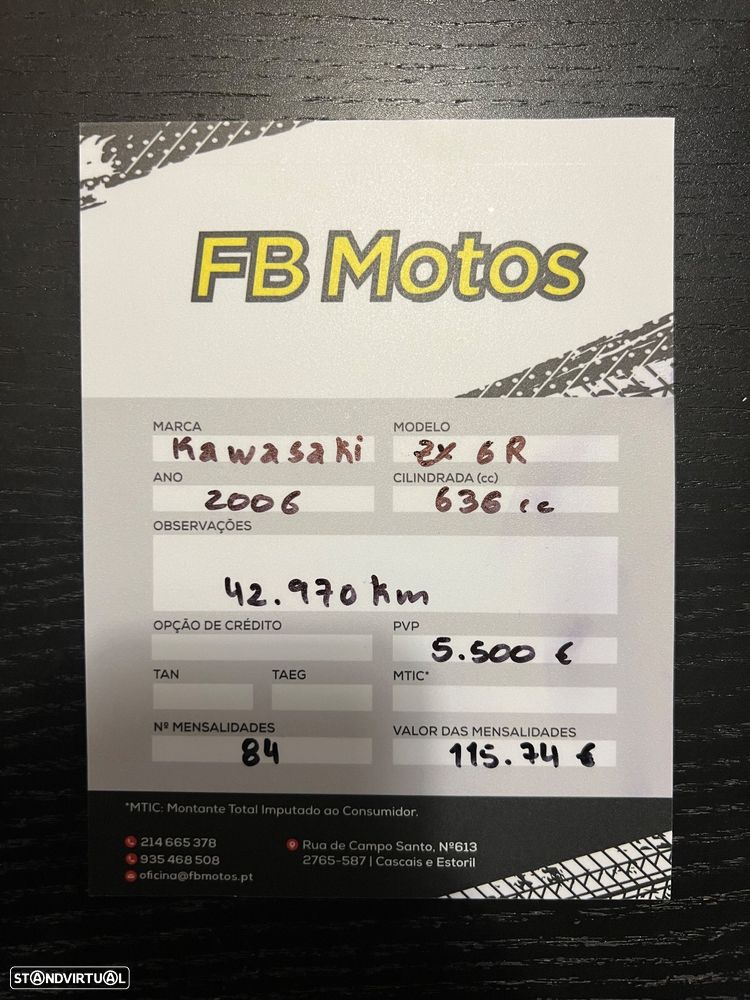 FB Motos
MARCA MODELO
Kawasaki ZX 6R
ANO CILINDRADA (cc)
2006 636 cc
OBSERVAÇÕES
42.970 km
OPÇÃO DE CRÉDITO PVP
5.500 €
TAN TAEG MTIC*
Nº MENSALIDADES VALOR DAS MENSALIDADES
84 115.74 €
*MTIC: Montante Total Imputado ao Consumidor.
214 665 378 Rua de Campo Santo, Nº613
935 468 508 2765-587 | Cascais e Estoril
oficina@fbmotos.pt
STANDVIRTUAL